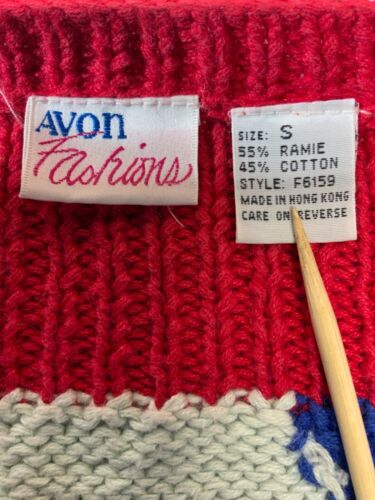 AVON
Fashions
SIZE: S
55% RAMIE
45% COTTON
STYLE: F6159
MADE IN HONG KONG
CARE ON REVERSE